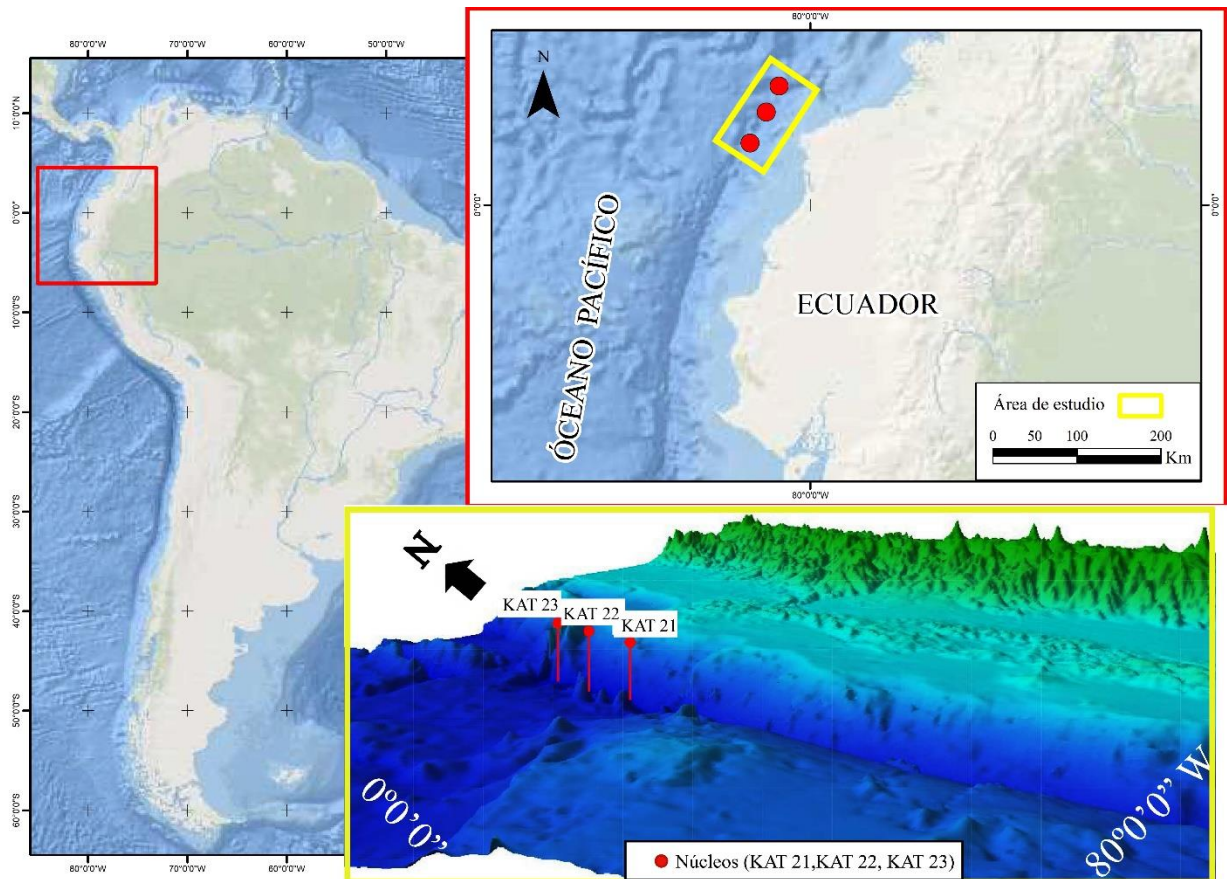 80°0'0"W
70°0'0"W
60°0'0"W
50°0'0"W
10°0'0"N
0°0'0"
10°0'0"S
20°0'0"S
30°0'0"S
40°0'0"S
50°0'0"S
60°0'0"S
80°0'0"W
70°0'0"W
60°0'0"W
80°0'0"W
N
0°0'0"
0°0'0"
ÓCEANO PACÍFICO
ECUADOR
Área de estudio
0 50 100 200
Km
80°0'0"W
N
KAT 23
KAT 22
KAT 21
0º0'0”
80º0'0” W
Núcleos (KAT 21,KAT 22, KAT 23)